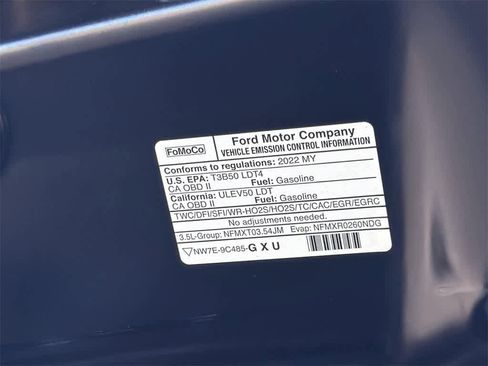 FoMoCo
Ford Motor Company
VEHICLE EMISSION CONTROL INFORMATION
Conforms to regulations: 2022 MY
U.S. EPA: T3B50 LDT4
CA OBD II Fuel: Gasoline
California: ULEV50 LDT
CA OBD II Fuel: Gasoline
TWC/DFI/SFI/WR-HO2S/HO2S/TC/CAC/EGR/EGRC
No adjustments needed.
3.5L-Group: NFMXT03.54JM Evap: NFMXR0260NDG
NW7E-9C485-GXU